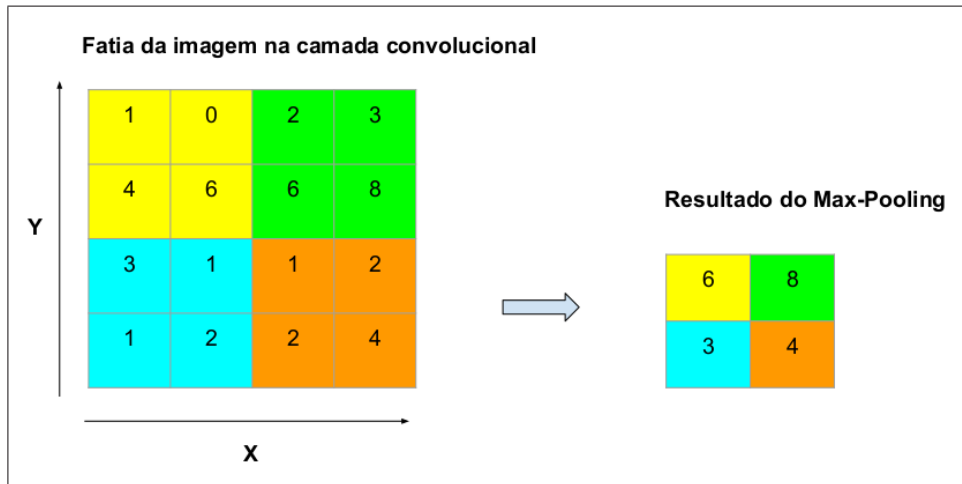 Fatia da imagem na camada convolucional
1 0 2 3
4 6 6 8
Y
3 1 1 2
1 2 2 4
X
Resultado do Max-Pooling
6 8
3 4